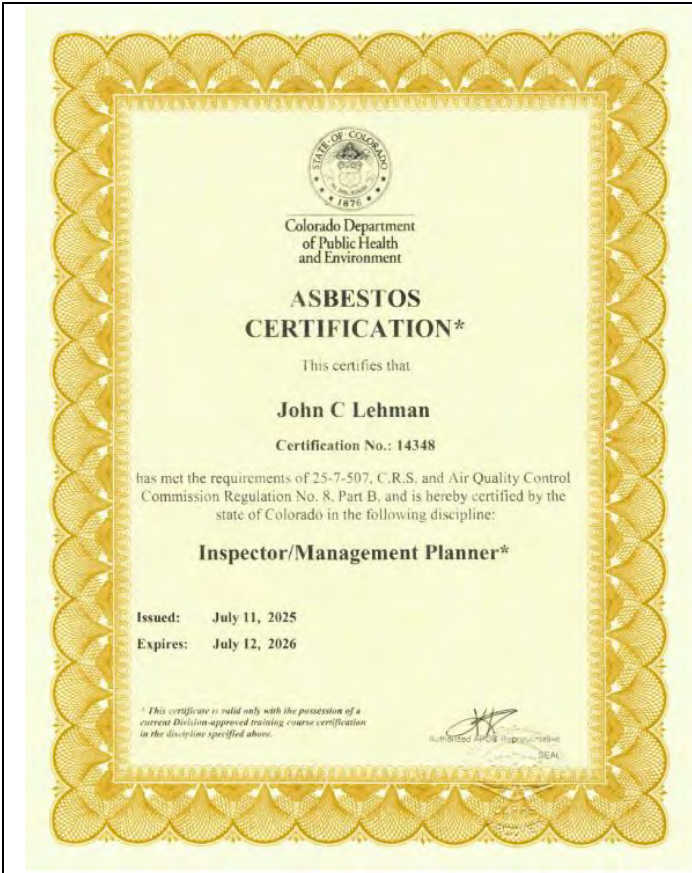 STATE OF COLORADO
1876
Colorado Department
of Public Health
and Environment
ASBESTOS
CERTIFICATION*
This certifies that
John C Lehman
Certification No.: 14348
has met the requirements of 25-7-507, C.R.S. and Air Quality Control
Commission Regulation No. 8, Part B, and is hereby certified by the
state of Colorado in the following discipline:
Inspector/Management Planner*
Issued: July 11, 2025
Expires: July 12, 2026
* This certificate is valid only with the possession of a
current Division-approved training course certification
in the discipline specified above.
Authorized APCD Representative
SEAL